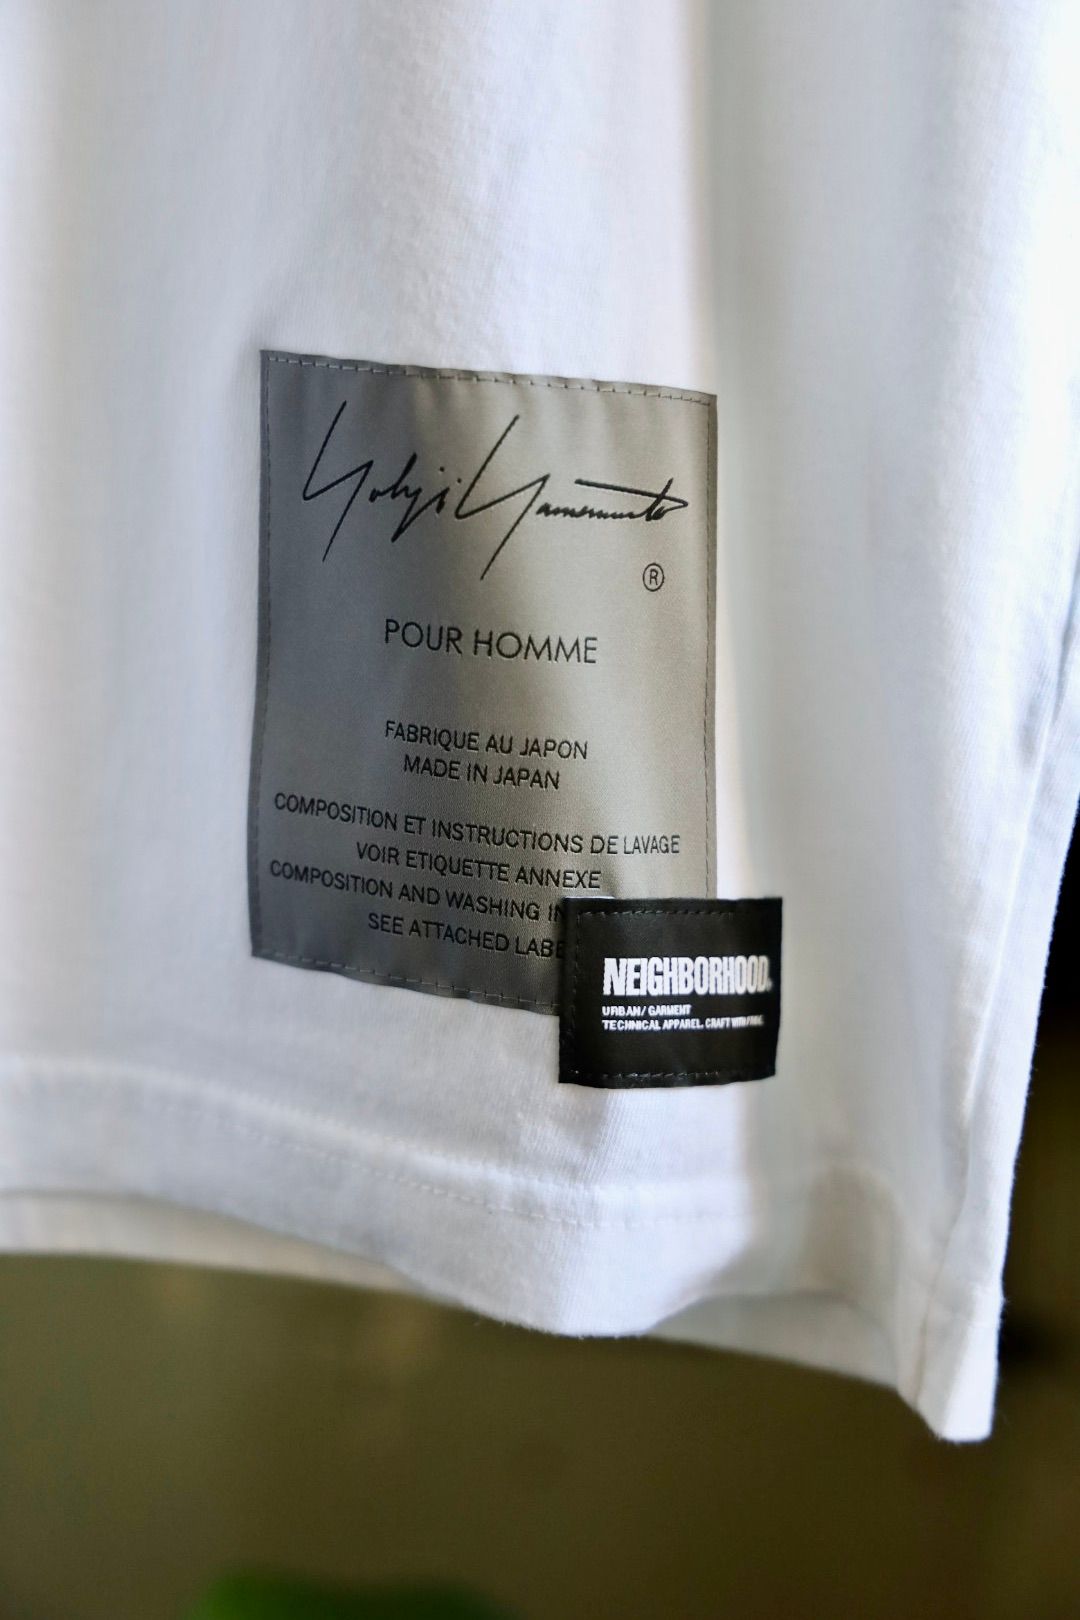 Yohji Yamamoto
®
POUR HOMME
FABRIQUE AU JAPON
MADE IN JAPAN
COMPOSITION ET INSTRUCTIONS DE LAVAGE
VOIR ETIQUETTE ANNEXE
COMPOSITION AND WASHING IN
SEE ATTACHED LABE
NEIGHBORHOOD.
URBAN / GARMENT
TECHNICAL APPAREL. CRAFT WITH